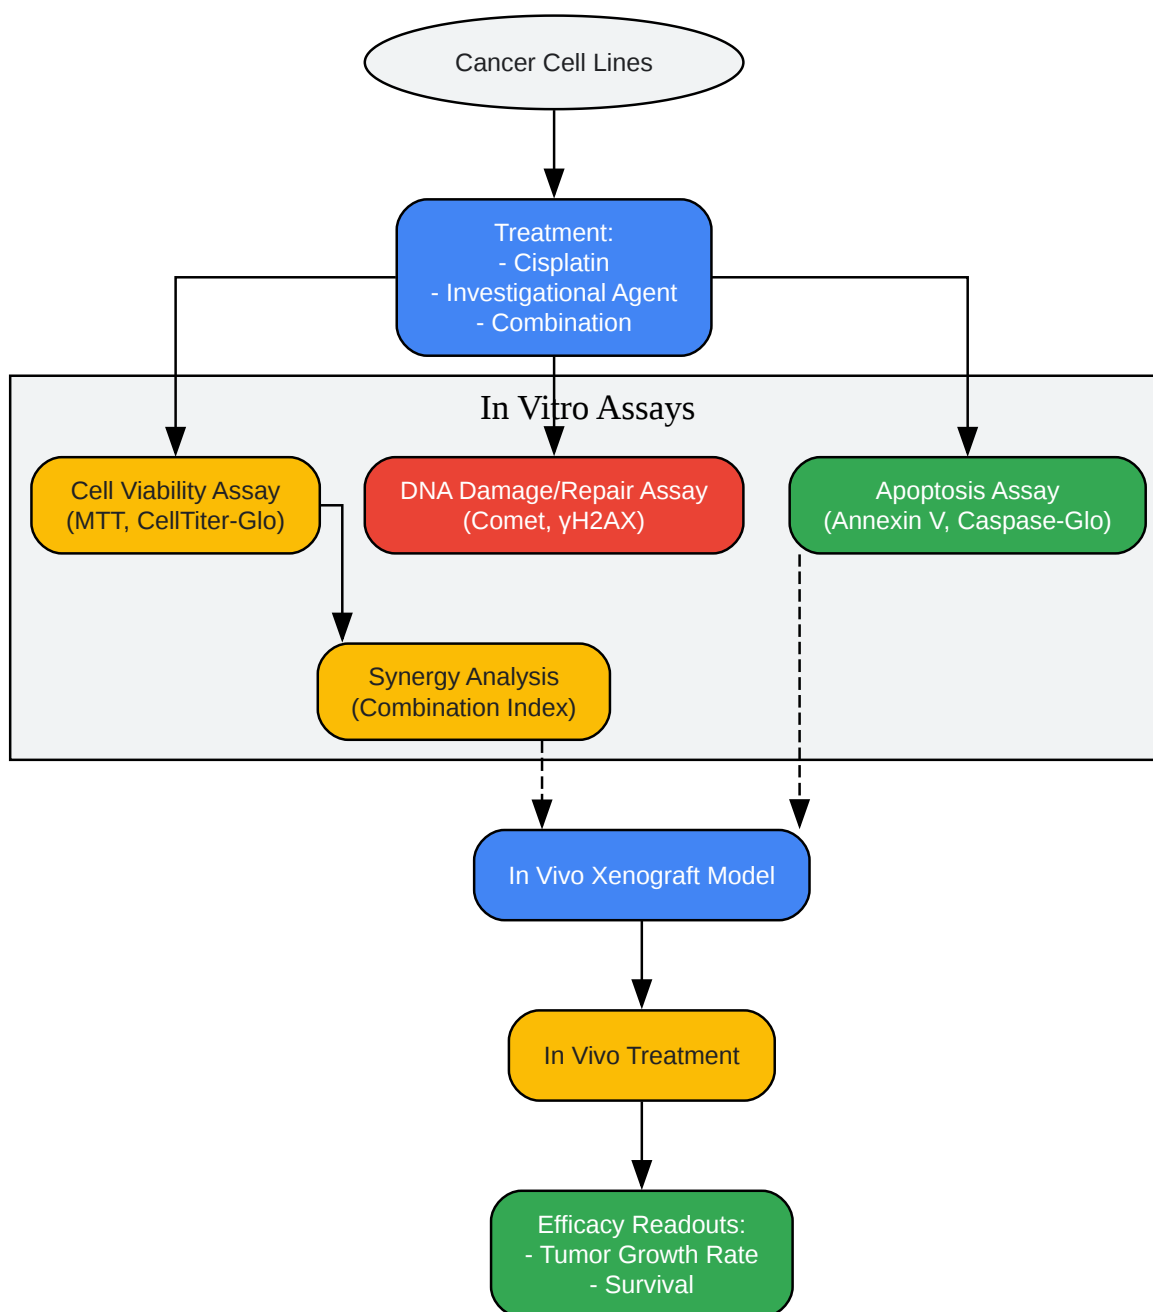 Cancer Cell Lines
Treatment:
- Cisplatin
- Investigational Agent
- Combination
In Vitro Assays
Cell Viability Assay
(MTT, CellTiter-Glo)
DNA Damage/Repair Assay
(Comet, γH2AX)
Apoptosis Assay
(Annexin V, Caspase-Glo)
Synergy Analysis
(Combination Index)
In Vivo Xenograft Model
In Vivo Treatment
Efficacy Readouts:
- Tumor Growth Rate
- Survival